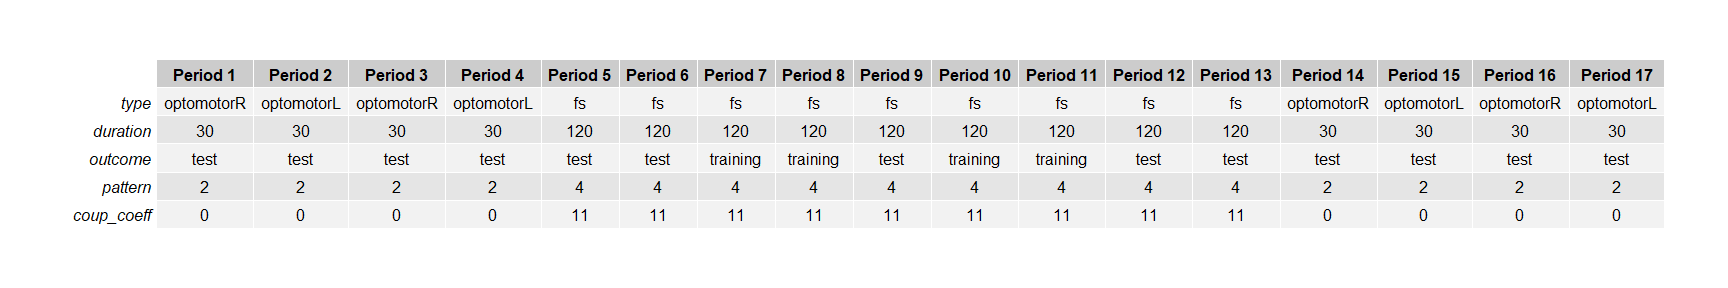 Period 1 Period 2 Period 3 Period 4 Period 5 Period 6 Period 7 Period 8 Period 9 Period 10 Period 11 Period 12 Period 13 Period 14 Period 15 Period 16 Period 17
type optomotorR optomotorL optomotorR optomotorL fs fs fs fs fs fs fs fs fs optomotorR optomotorL optomotorR optomotorL
duration 30 30 30 30 120 120 120 120 120 120 120 120 120 30 30 30 30
outcome test test test test test test training training test training training test test test test test test
pattern 2 2 2 2 4 4 4 4 4 4 4 4 4 2 2 2 2
coup_coeff 0 0 0 0 11 11 11 11 11 11 11 11 11 0 0 0 0